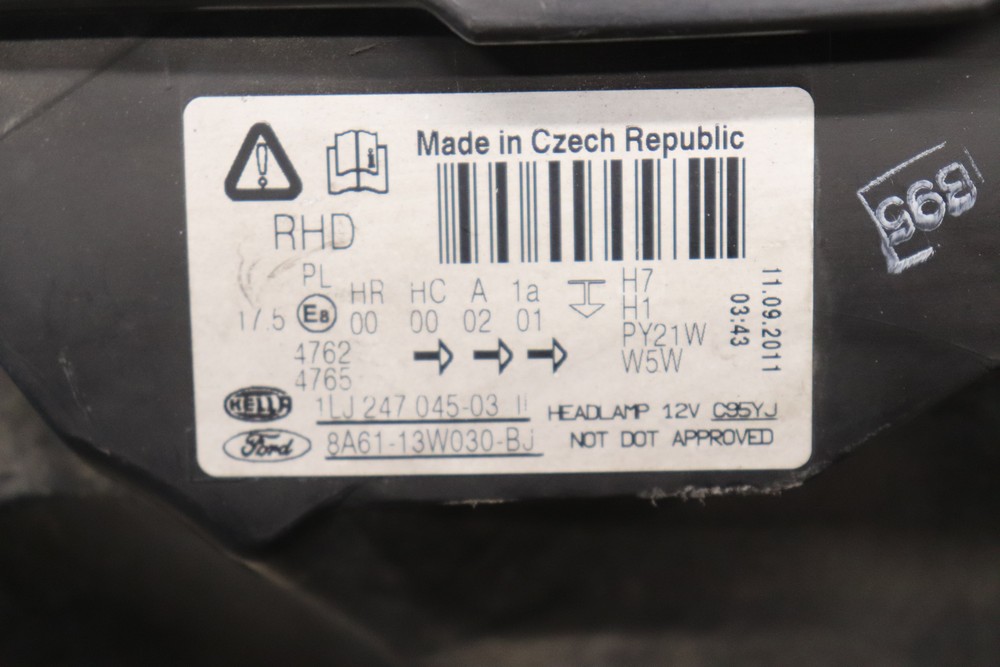 Made in Czech Republic
RHD
PL
HR HC A 1a
17.5 E8 00 00 02 01
4762
4765
H7
H1
PY21W
W5W
11.09.2011
03:43
HELLA 1LJ 247 045-03 II HEADLAMP 12V C95YJ
Ford 8A61-13W030-BJ NOT DOT APPROVED
B95